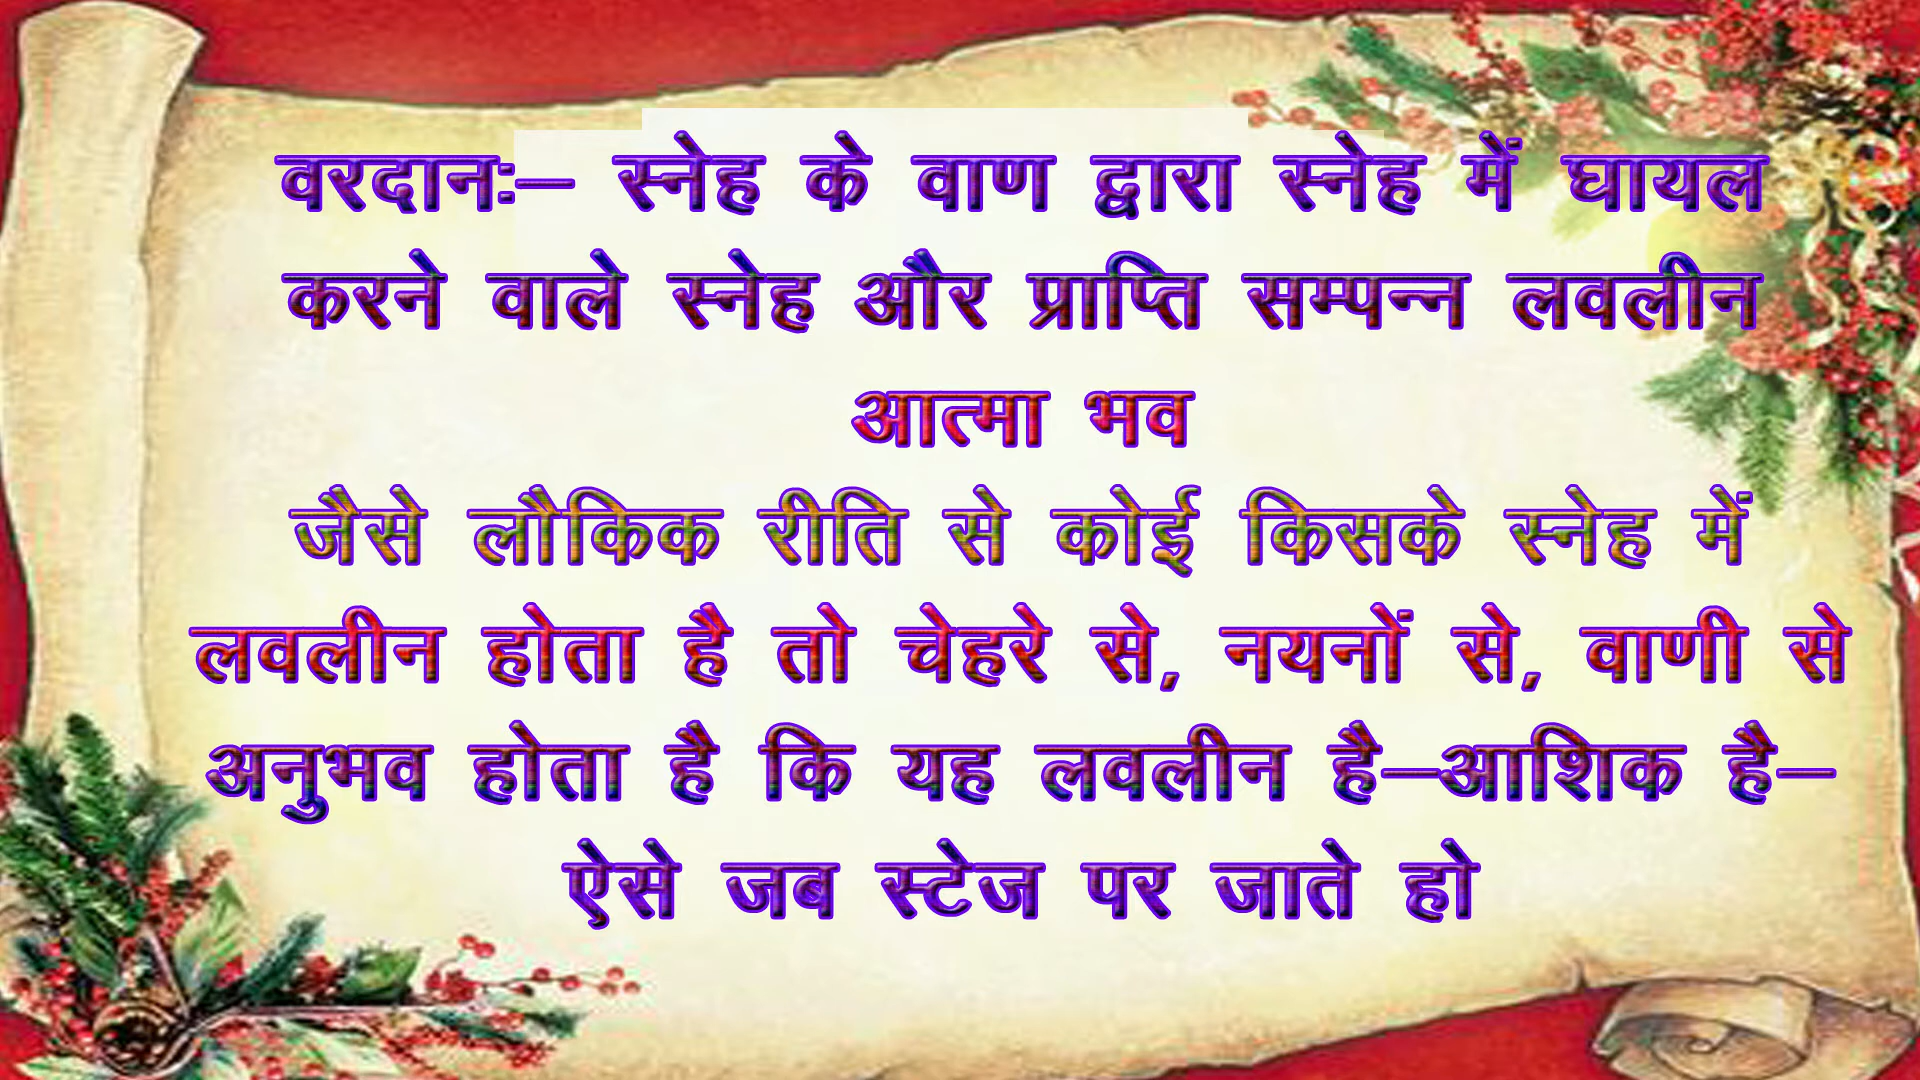 वरदानः– स्नेह के वाण द्वारा स्नेह में घायल
करने वाले स्नेह और प्राप्ति सम्पन्न लवलीन
आत्मा भव
जैसे लौकिक रीति से कोई किसके स्नेह में
लवलीन होता है तो चेहरे से, नयनों से, वाणी से
अनुभव होता है कि यह लवलीन है–आशिक है–
ऐसे जब स्टेज पर जाते हो